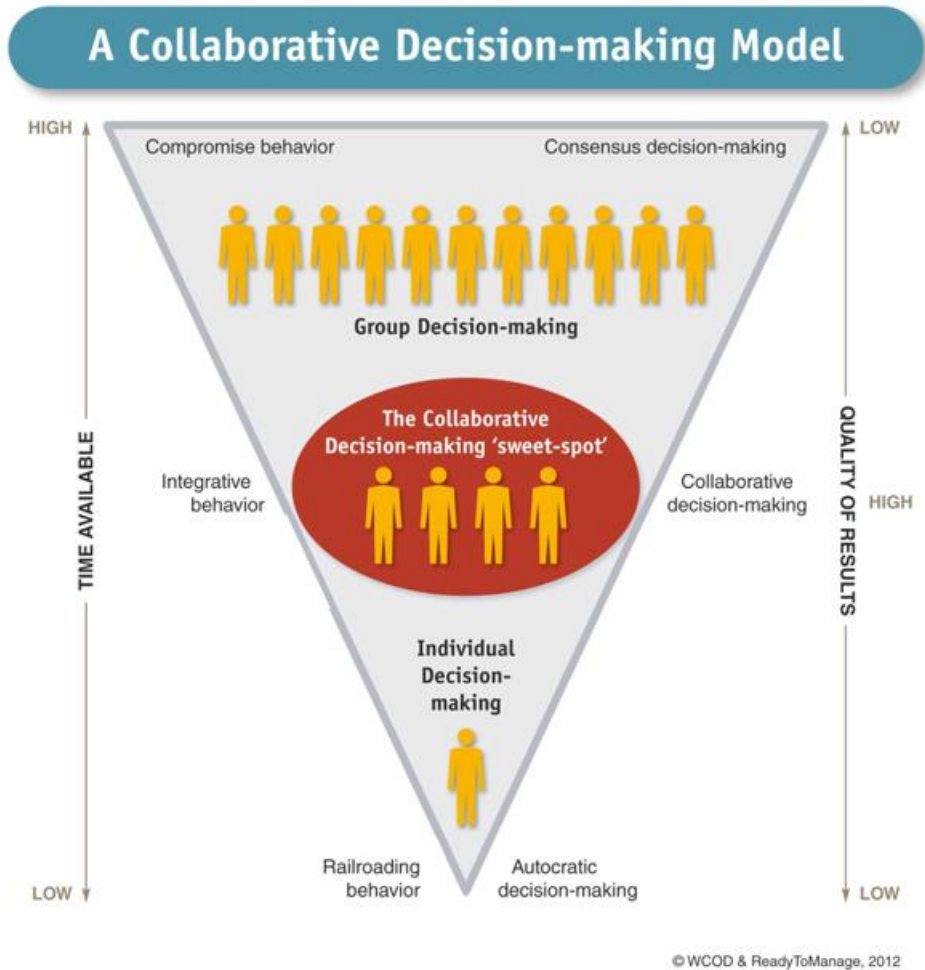 A Collaborative Decision-making Model
HIGH
LOW
Compromise behavior
Consensus decision-making
Group Decision-making
The Collaborative
Decision-making ‘sweet-spot’
TIME AVAILABLE
Integrative
behavior
Collaborative
decision-making
QUALITY OF RESULTS
HIGH
Individual
Decision-
making
Railroading
behavior
Autocratic
decision-making
LOW
LOW
© WCOD & ReadyToManage, 2012